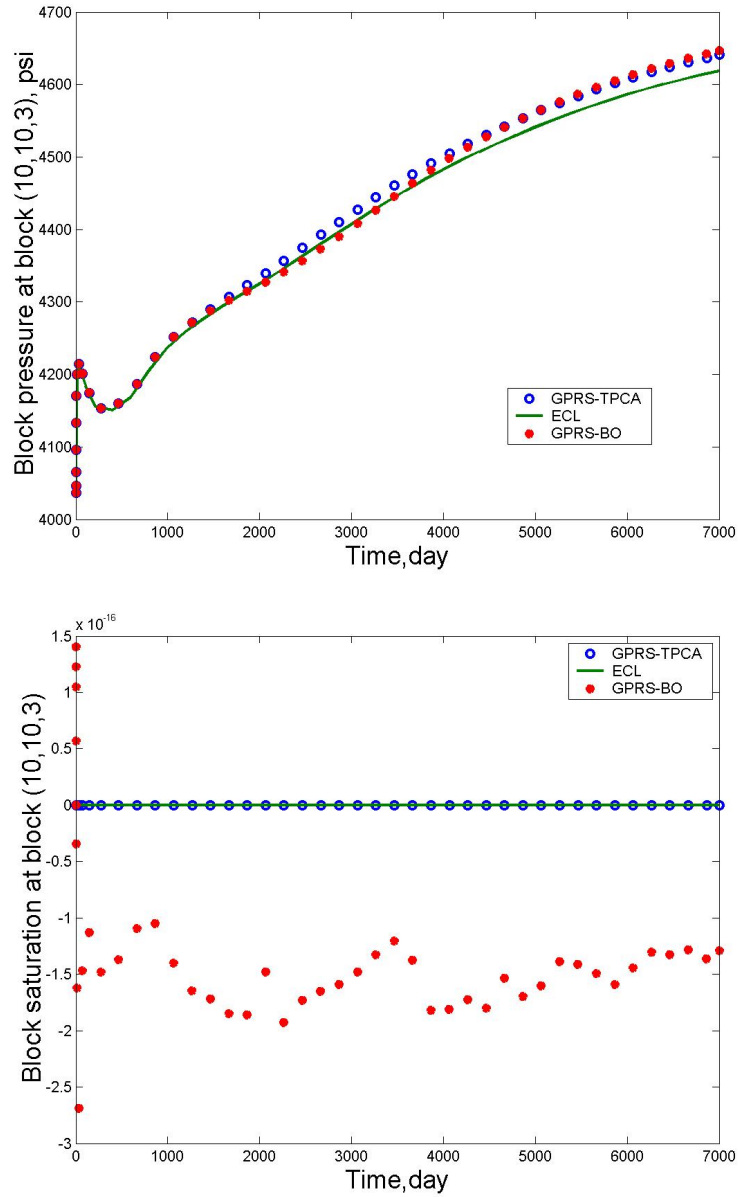 4700
4600
4500
4400
4300
4200
4100
4000
Block pressure at block (10,10,3), psi
GPRS-TPCA
ECL
GPRS-BO
0 1000 2000 3000 4000 5000 6000 7000
Time,day
x 10-16
1.5
1
0.5
0
-0.5
-1
-1.5
-2
-2.5
-3
Block saturation at block (10,10,3)
GPRS-TPCA
ECL
GPRS-BO
0 1000 2000 3000 4000 5000 6000 7000
Time,day